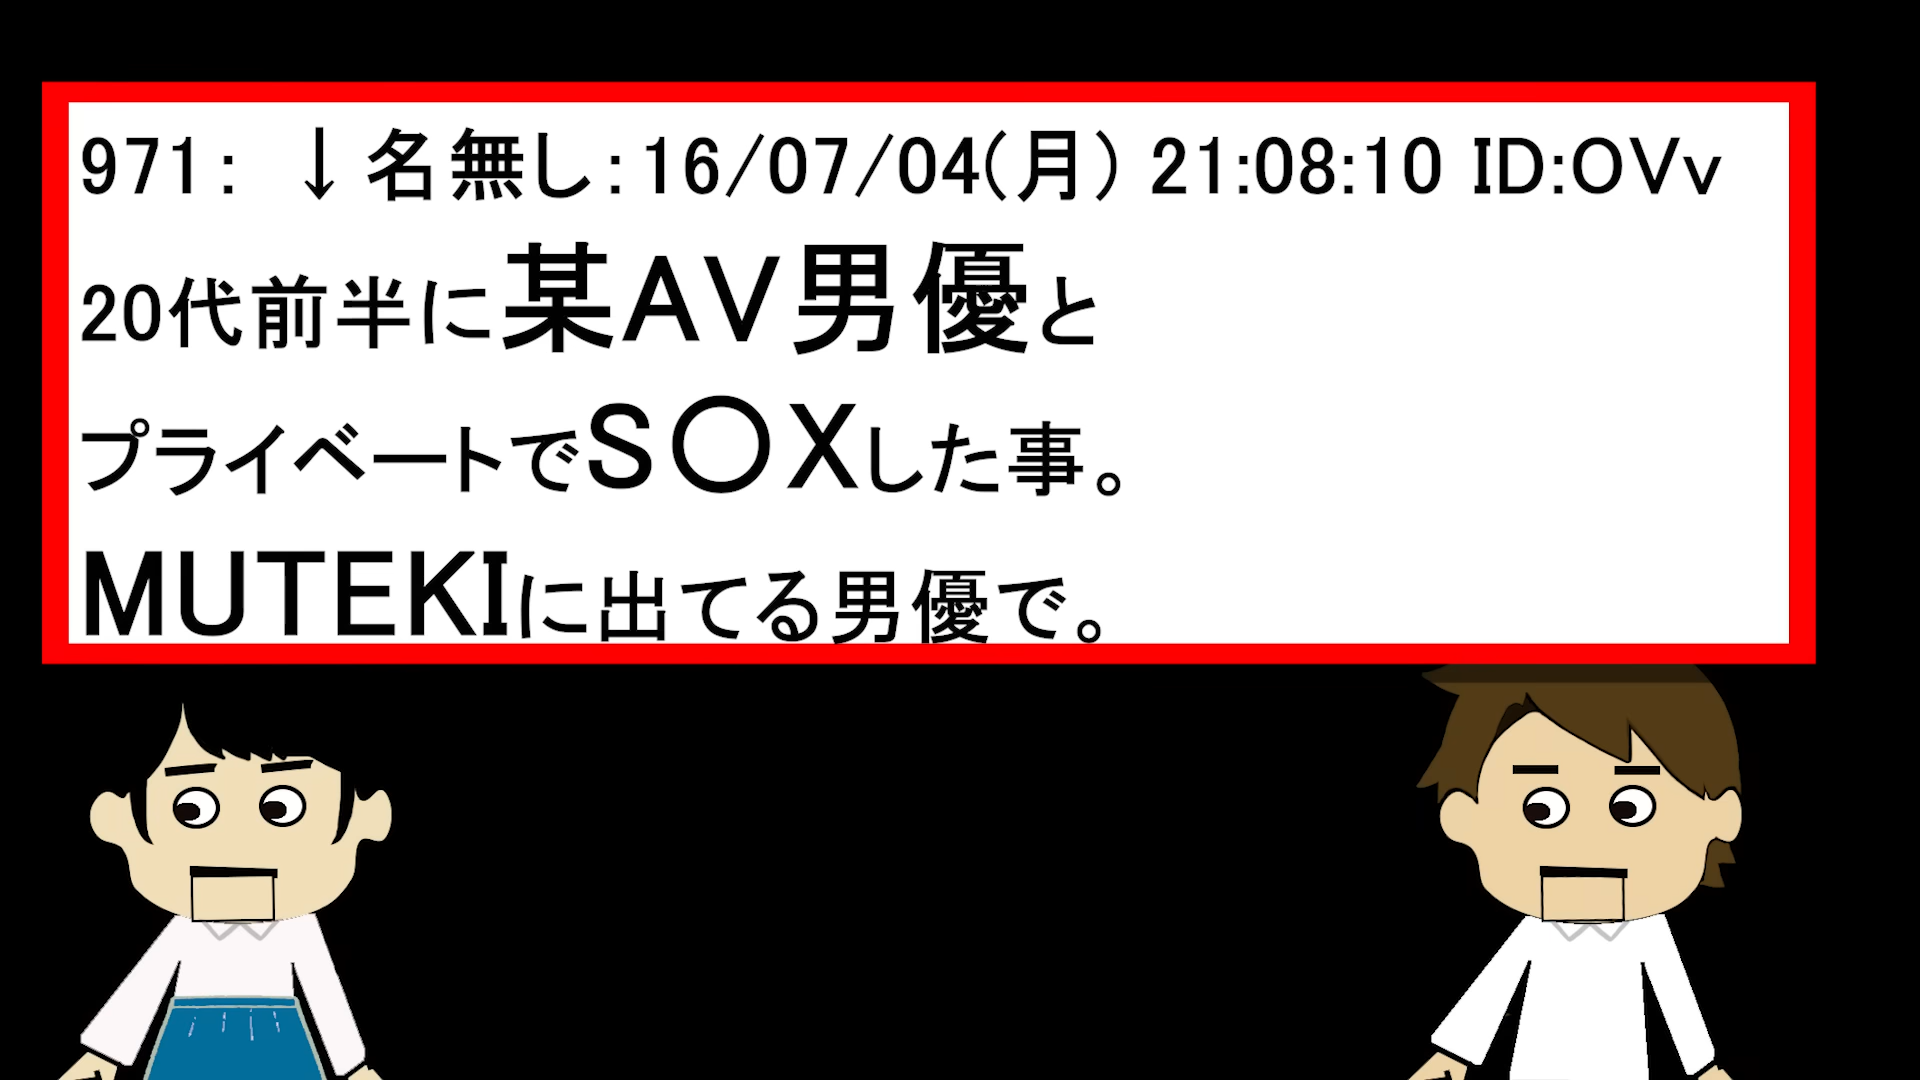 971: ↓名無し:16/07/04(月) 21:08:10 ID:OVv
20代前半に某AV男優と
プライベートでS〇Xした事。
MUTEKIに出てる男優で。